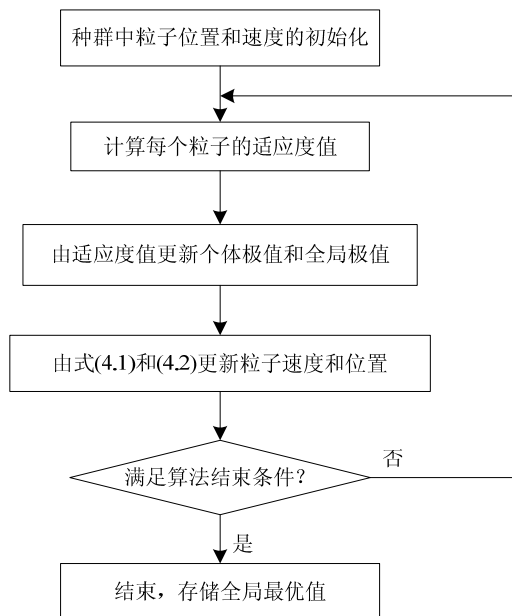 种群中粒子位置和速度的初始化
计算每个粒子的适应度值
由适应度值更新个体极值和全局极值
由式(4.1)和(4.2)更新粒子速度和位置
满足算法结束条件？
否
是
结束，存储全局最优值